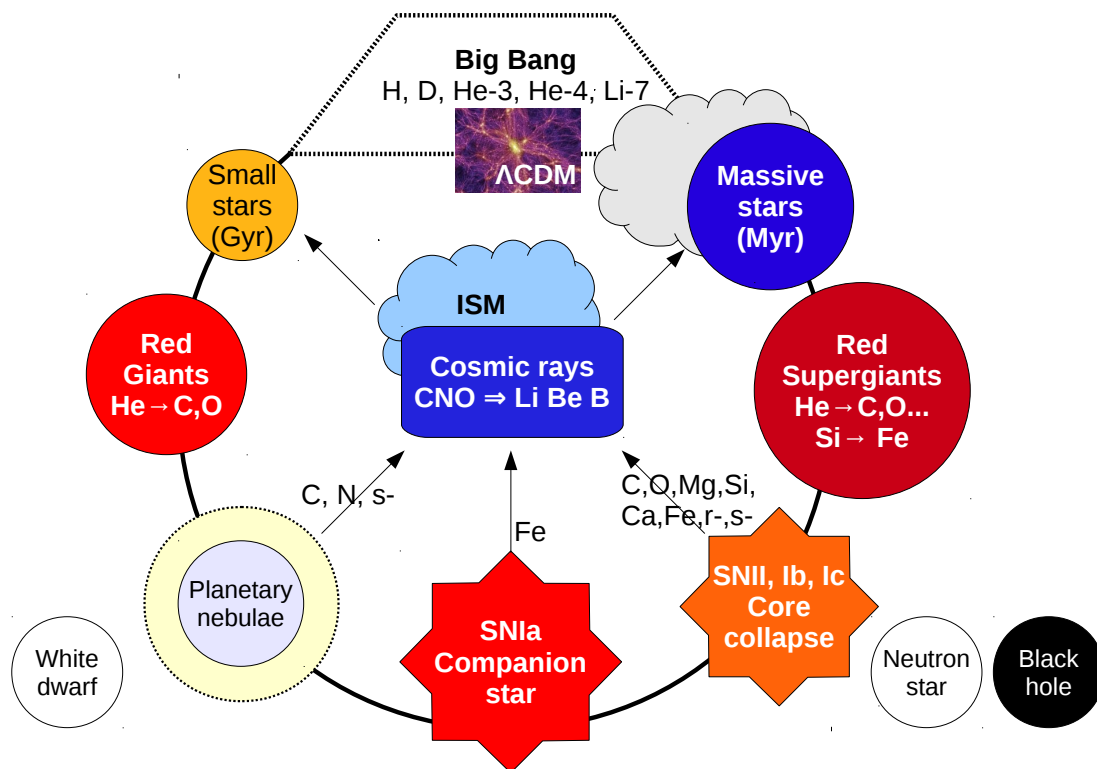 Big Bang
H, D, He-3, He-4, Li-7
ΛCDM
Small
stars
(Gyr)
Massive
stars
(Myr)
ISM
Cosmic rays
CNO ⇒ Li Be B
Red
Giants
He→C,O
Red
Supergiants
He→C,O...
Si→ Fe
C, N, s-
Fe
C,O,Mg,Si,
Ca,Fe,r-,s-
Planetary
nebulae
SNIa
Companion
star
SNII, Ib, Ic
Core
collapse
White
dwarf
Neutron
star
Black
hole